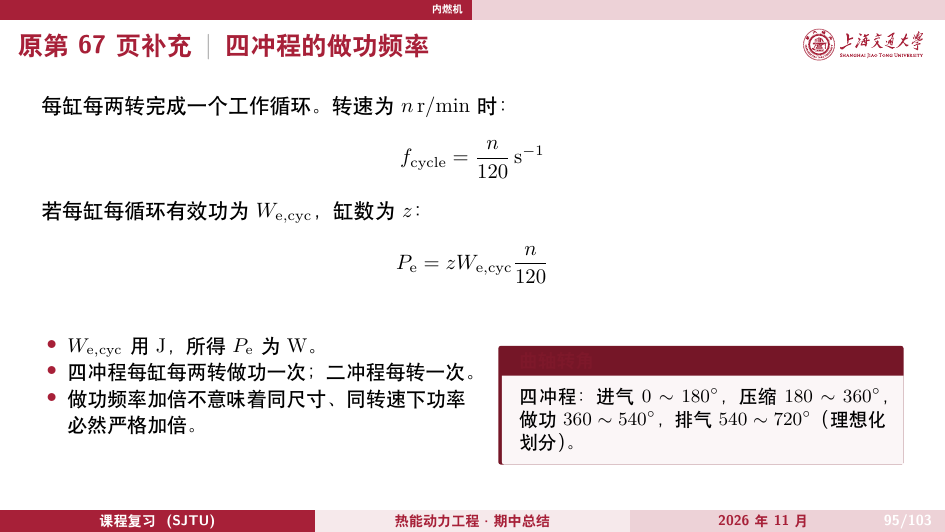 内燃机
原第 67 页补充 | 四冲程的做功频率
上海交通大学
SHANGHAI JIAO TONG UNIVERSITY
每缸每两转完成一个工作循环。转速为 n r/min 时：
f_cycle = n/120 s⁻¹
若每缸每循环有效功为 W_e,cyc，缸数为 z：
P_e = zW_e,cyc n/120
• W_e,cyc 用 J，所得 P_e 为 W。
• 四冲程每缸每两转做功一次；二冲程每转一次。
• 做功频率加倍不意味着同尺寸、同转速下功率
必然严格加倍。
曲轴转角
四冲程：进气 0 ∼ 180°，压缩 180 ∼ 360°，
做功 360 ∼ 540°，排气 540 ∼ 720°（理想化
划分）。
课程复习 (SJTU)
热能动力工程 · 期中总结
2026 年 11 月
95/103